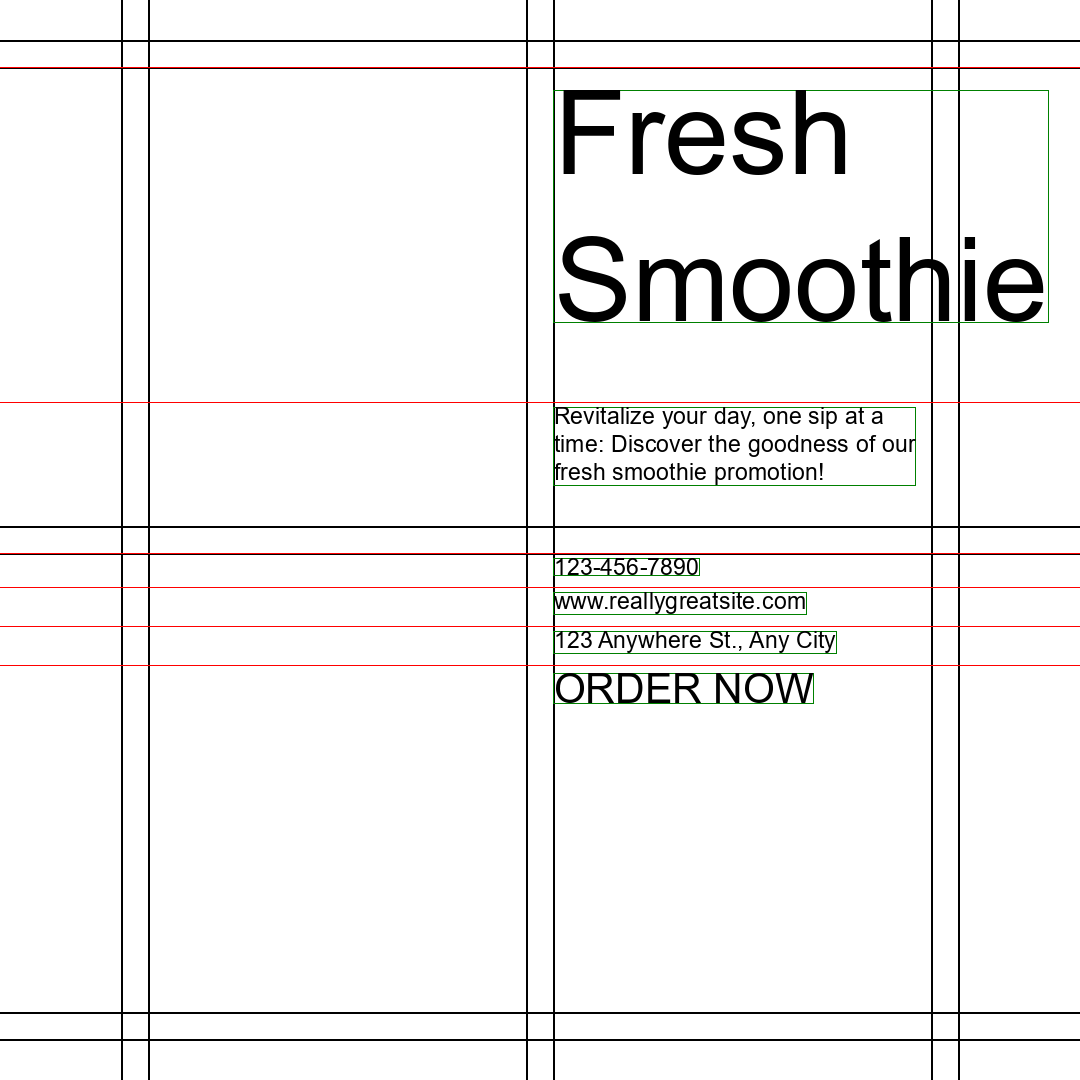 Fresh
Smoothie
Revitalize your day, one sip at a
time: Discover the goodness of our
fresh smoothie promotion!
123-456-7890
www.reallygreatsite.com
123 Anywhere St., Any City
ORDER NOW